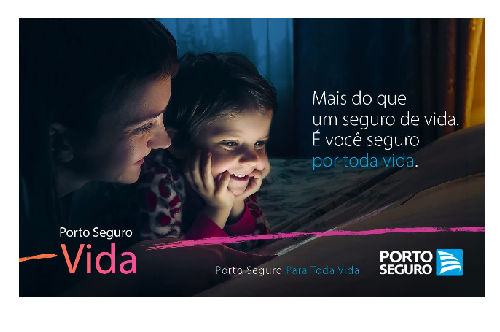 Mais do que
um seguro de vida.
É você seguro
por toda vida.
Porto Seguro
Vida
Porto Seguro Para Toda Vida
PORTO
SEGURO